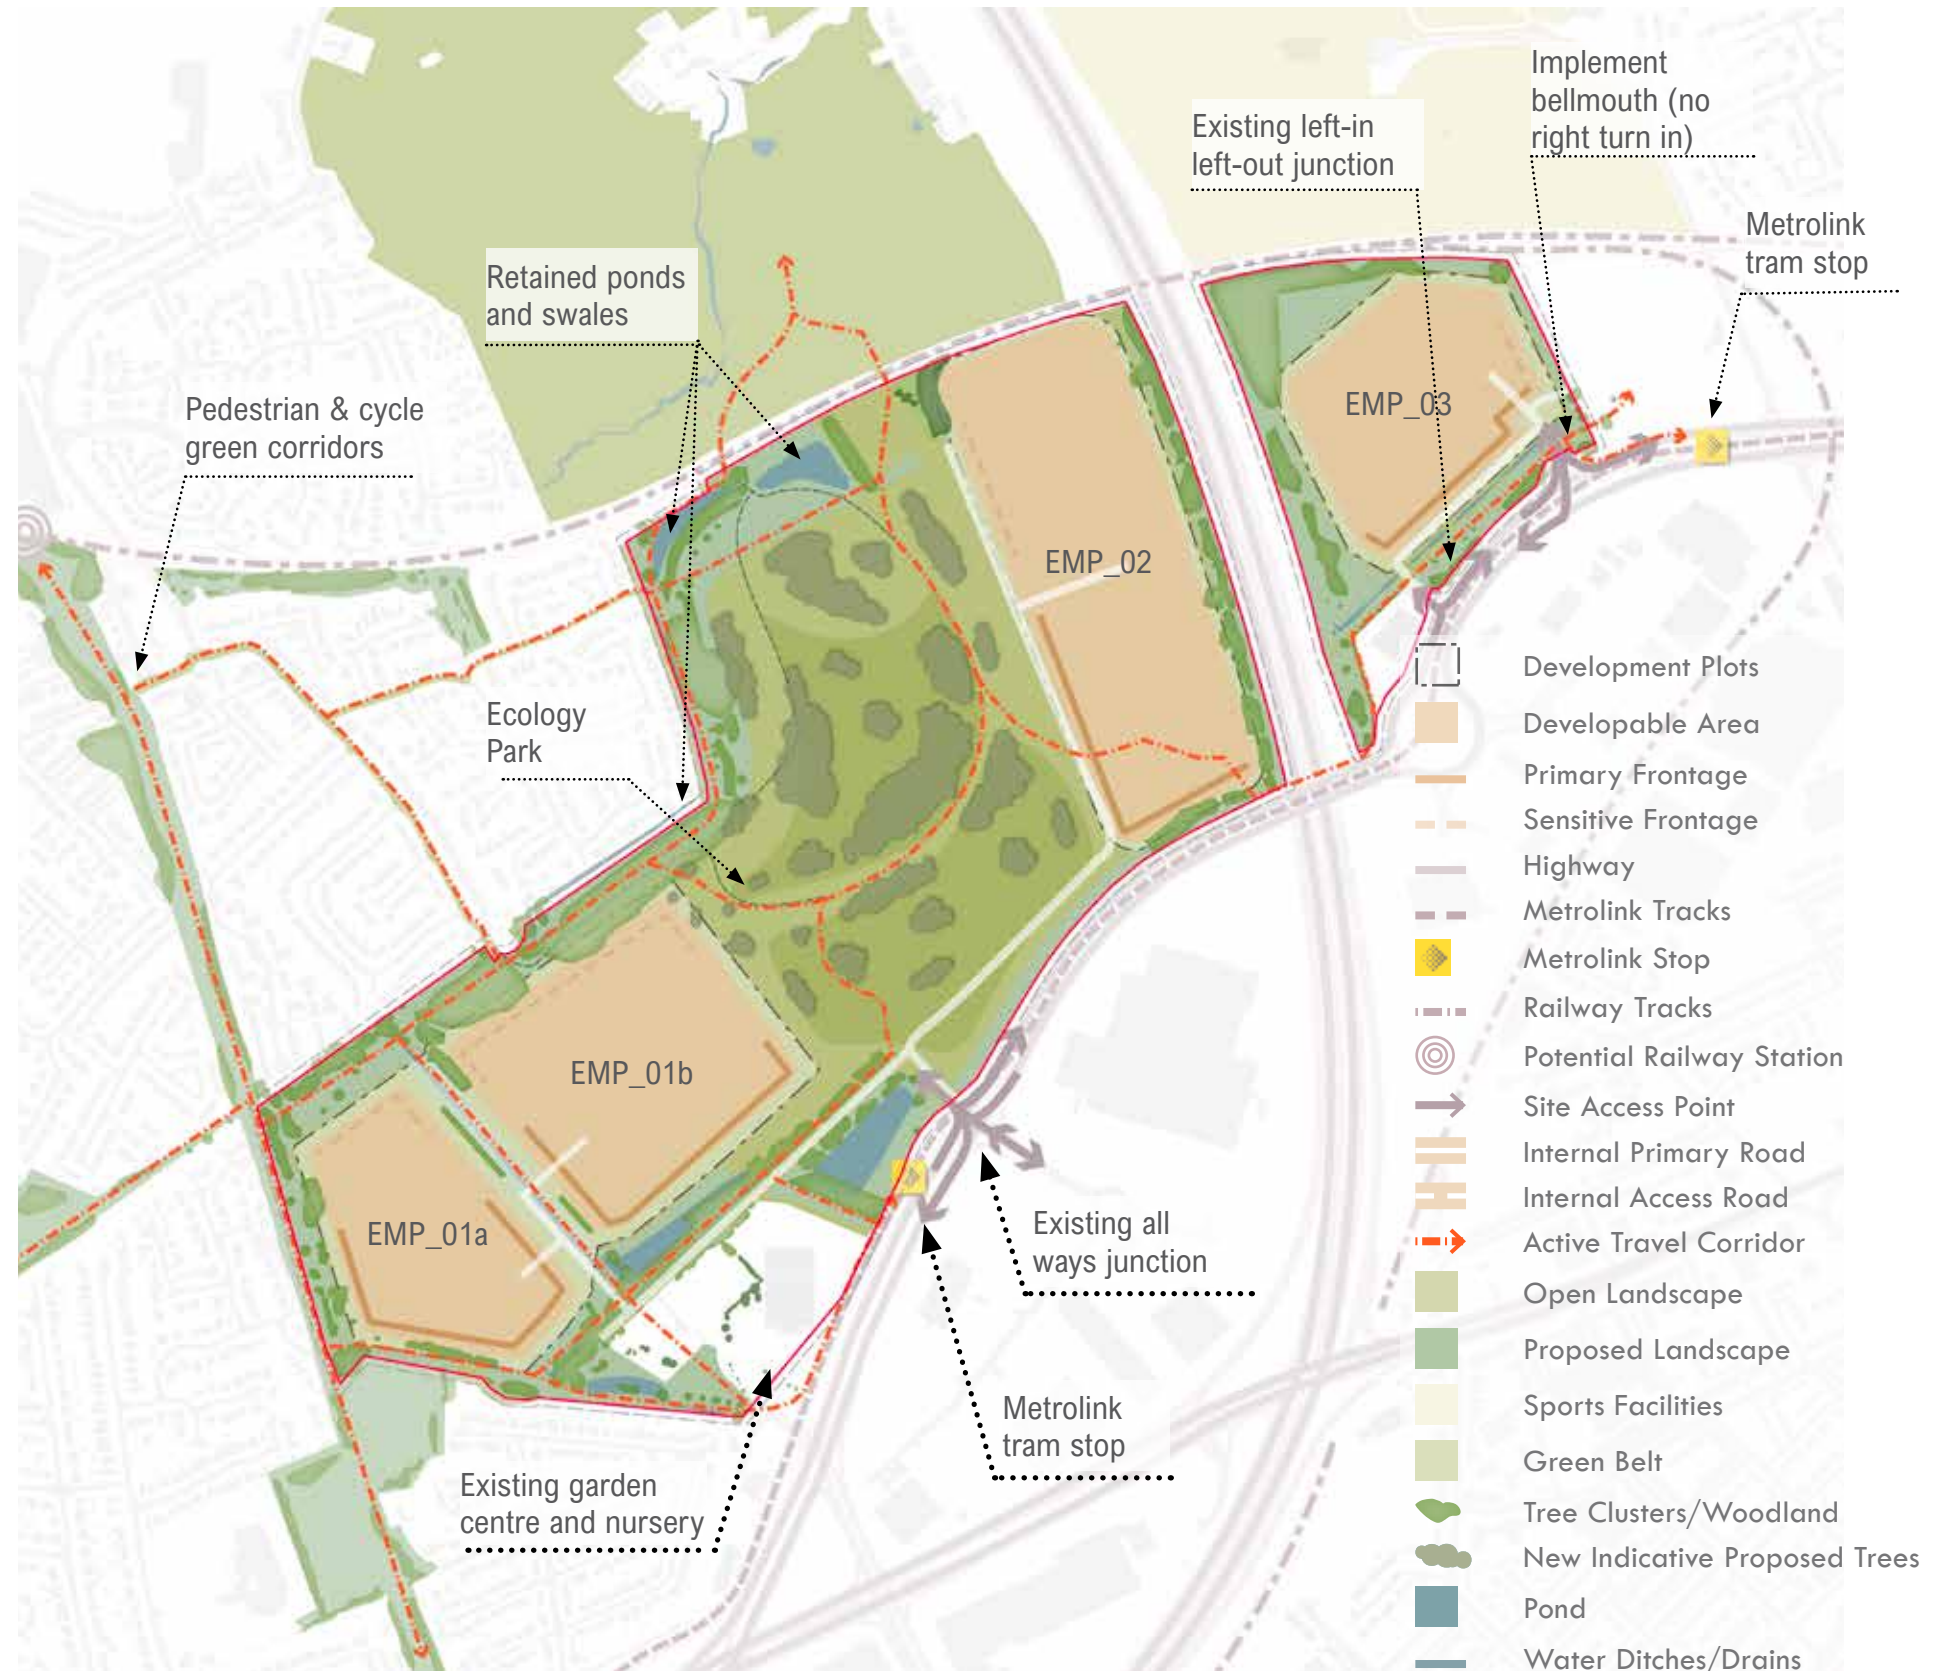 Implement
bellmouth (no
right turn in)
Existing left-in
left-out junction
Metrolink
tram stop
Retained ponds
and swales
Pedestrian & cycle
green corridors
EMP_03
EMP_02
Ecology
Park
EMP_01b
EMP_01a
Existing all
ways junction
Metrolink
tram stop
Existing garden
centre and nursery
Development Plots
Developable Area
Primary Frontage
Sensitive Frontage
Highway
Metrolink Tracks
Metrolink Stop
Railway Tracks
Potential Railway Station
Site Access Point
Internal Primary Road
Internal Access Road
Active Travel Corridor
Open Landscape
Proposed Landscape
Sports Facilities
Green Belt
Tree Clusters/Woodland
New Indicative Proposed Trees
Pond
Water Ditches/Drains